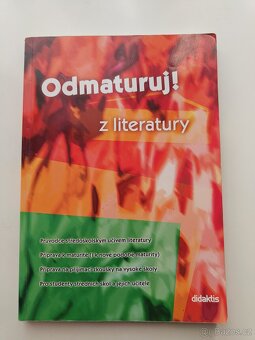 Odmaturuj!
z literatury
Průvodce středoškolským učivem literatury
Příprava k maturitě (i k nové podobě maturity)
Příprava na přijímací zkoušky na vysoké školy
Pro studenty středních škol a jejich učitele
didaktis